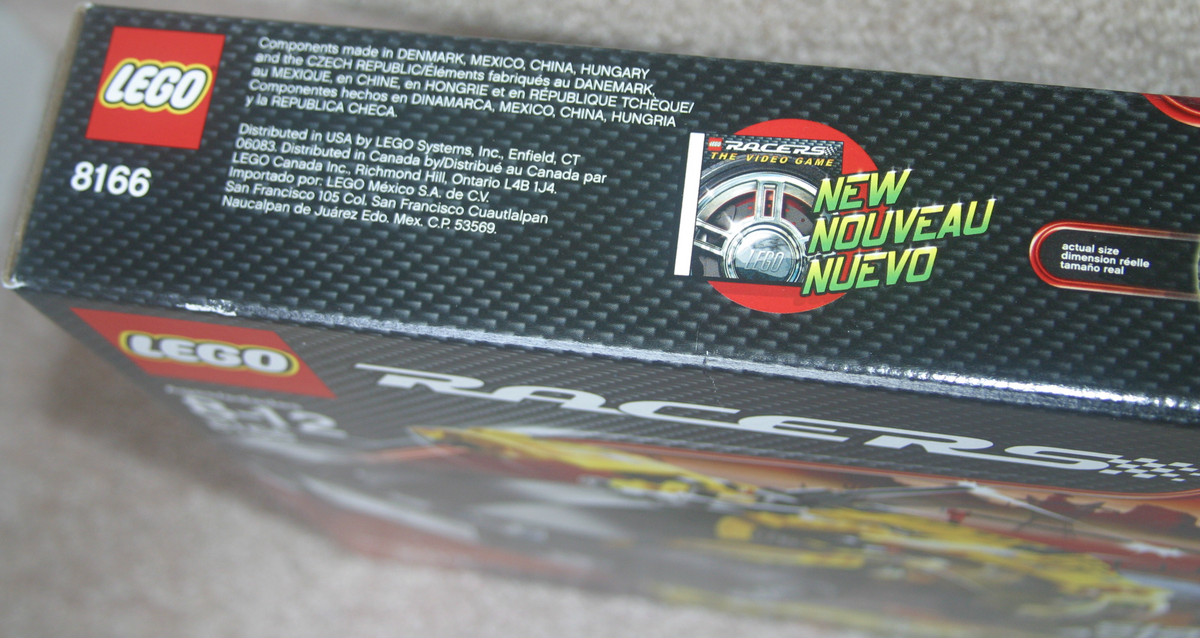 LEGO
8166
Components made in DENMARK, MEXICO, CHINA, HUNGARY
and the CZECH REPUBLIC/Éléments fabriqués au DANEMARK,
au MEXIQUE, en CHINE, en HONGRIE et en RÉPUBLIQUE TCHÈQUE/
Componentes hechos en DINAMARCA, MEXICO, CHINA, HUNGRIA
y la REPUBLICA CHECA.
Distributed in USA by LEGO Systems, Inc., Enfield, CT
06083. Distributed in Canada by/Distribué au Canada par
LEGO Canada Inc., Richmond Hill, Ontario L4B 1J4.
Importado por: LEGO México S.A. de C.V.
San Francisco 105 Col. San Francisco Cuautlalpan
Naucalpan de Juárez Edo. Mex. C.P. 53569.
LEGO RACERS
THE VIDEO GAME
LEGO
NEW
NOUVEAU
NUEVO
actual size
dimension réelle
tamaño real
LEGO
RACERS
8-12